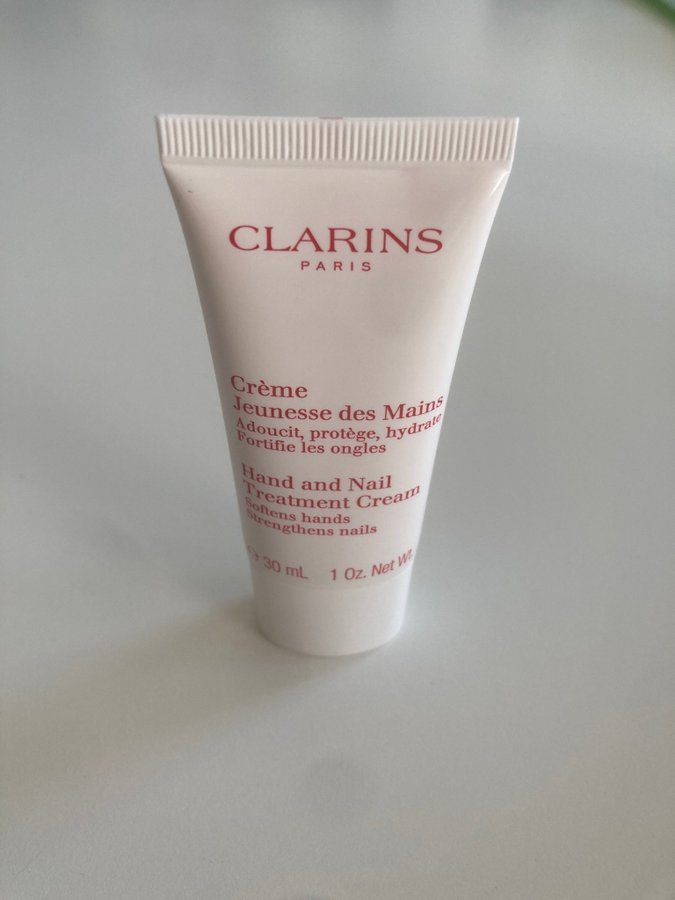 CLARINS
PARIS
Crème
Jeunesse des Mains
Adoucit, protège, hydrate
Fortifie les ongles
Hand and Nail
Treatment Cream
Softens hands
Strengthens nails
℮ 30 mL 1 Oz. Net Wt.